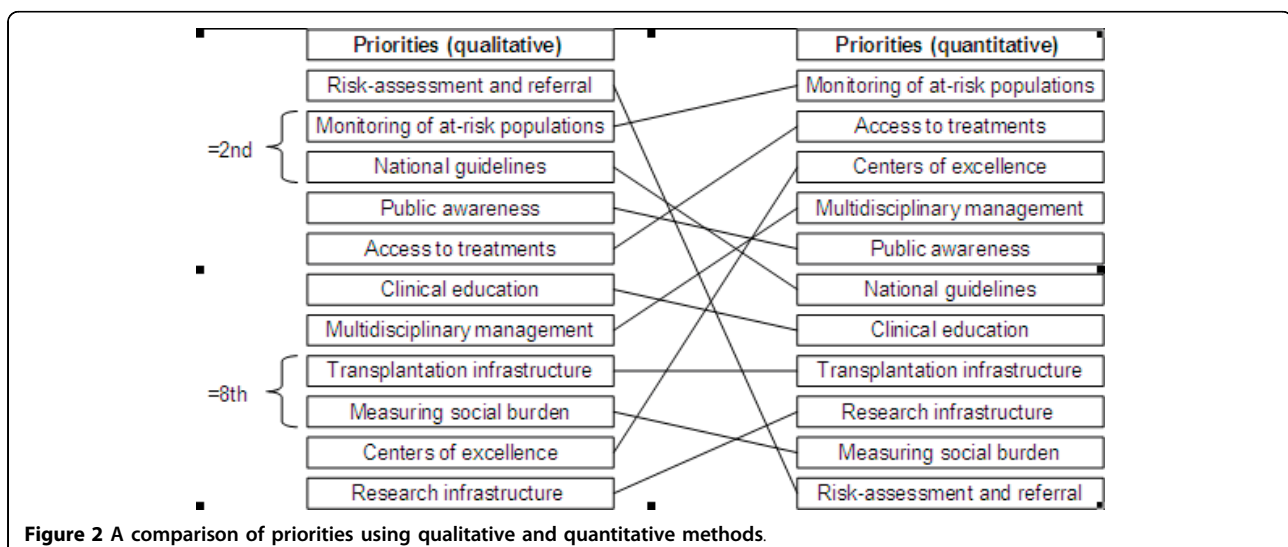 Priorities (qualitative)
Risk-assessment and referral
Monitoring of at-risk populations
=2nd
National guidelines
Public awareness
Access to treatments
Clinical education
Multidisciplinary management
Transplantation infrastructure
=8th
Measuring social burden
Centers of excellence
Research infrastructure
Priorities (quantitative)
Monitoring of at-risk populations
Access to treatments
Centers of excellence
Multidisciplinary management
Public awareness
National guidelines
Clinical education
Transplantation infrastructure
Research infrastructure
Measuring social burden
Risk-assessment and referral
Figure 2 A comparison of priorities using qualitative and quantitative methods.